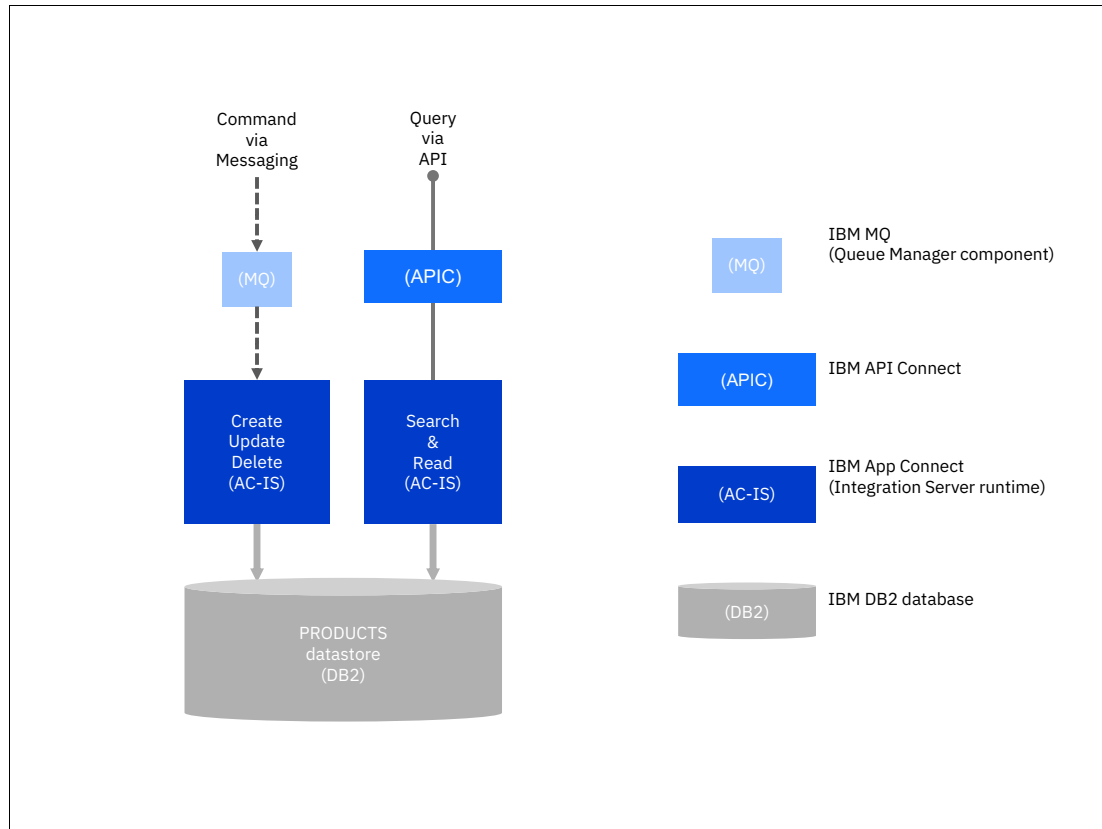 Command
via
Messaging
Query
via
API
(MQ)
(APIC)
Create
Update
Delete
(AC-IS)
Search
&
Read
(AC-IS)
PRODUCTS
datastore
(DB2)
(MQ)
IBM MQ
(Queue Manager component)
(APIC)
IBM API Connect
(AC-IS)
IBM App Connect
(Integration Server runtime)
(DB2)
IBM DB2 database